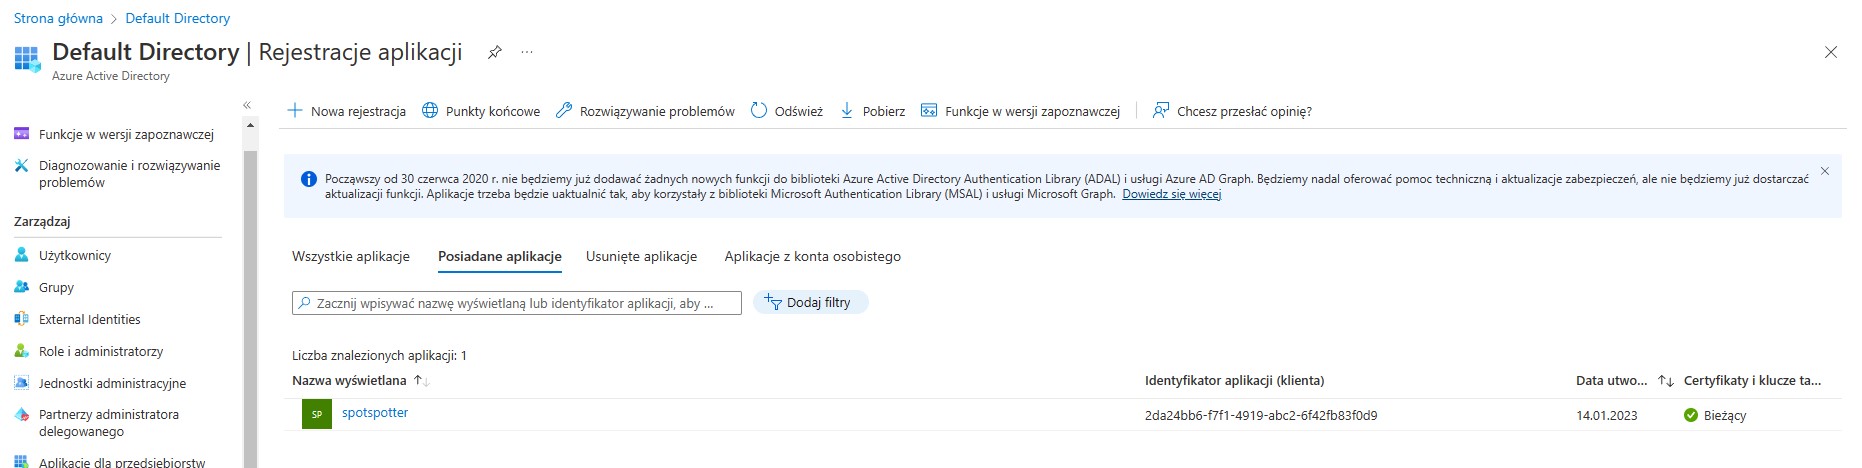 Strona główna > Default Directory
Default Directory | Rejestracje aplikacji
Azure Active Directory
Funkcje w wersji zapoznawczej
Diagnozowanie i rozwiązywanie
problemów
Zarządzaj
Użytkownicy
Grupy
External Identities
Role i administratorzy
Jednostki administracyjne
Partnerzy administratora
delegowanego
Aplikacje dla przedsiębiorstw
Nowa rejestracja Punkty końcowe Rozwiązywanie problemów Odśwież Pobierz Funkcje w wersji zapoznawczej Chcesz przesłać opinię?
Począwszy od 30 czerwca 2020 r. nie będziemy już dodawać żadnych nowych funkcji do biblioteki Azure Active Directory Authentication Library (ADAL) i usługi Azure AD Graph. Będziemy nadal oferować pomoc techniczną i aktualizacje zabezpieczeń, ale nie będziemy już dostarczać
aktualizacji funkcji. Aplikacje trzeba będzie uaktualnić tak, aby korzystały z biblioteki Microsoft Authentication Library (MSAL) i usługi Microsoft Graph. Dowiedz się więcej
Wszystkie aplikacje Posiadane aplikacje Usunięte aplikacje Aplikacje z konta osobistego
Zacznij wpisywać nazwę wyświetlaną lub identyfikator aplikacji, aby ... Dodaj filtry
Liczba znalezionych aplikacji: 1
Nazwa wyświetlana Identyfikator aplikacji (klienta) Data utwo... Certyfikaty i klucze ta...
SP spotspotter 2da24bb6-f7f1-4919-abc2-6f42fb83f0d9 14.01.2023 Bieżący